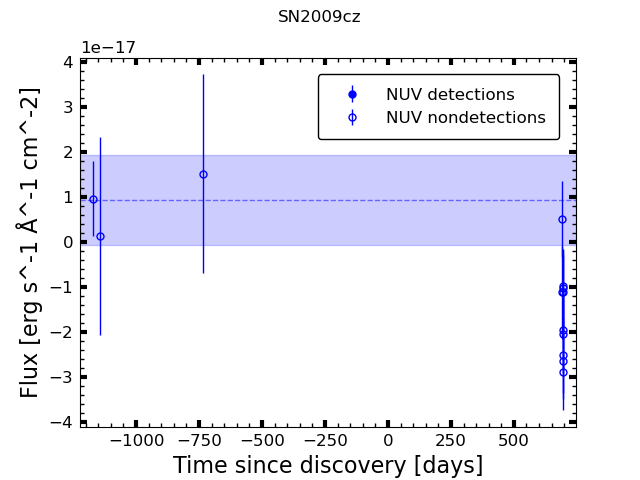 SN2009cz
1e−17
4
3
2
1
0
−1
−2
−3
−4
Flux [erg s^-1 Å^-1 cm^-2]
NUV detections
NUV nondetections
−1000 −750 −500 −250 0 250 500
Time since discovery [days]